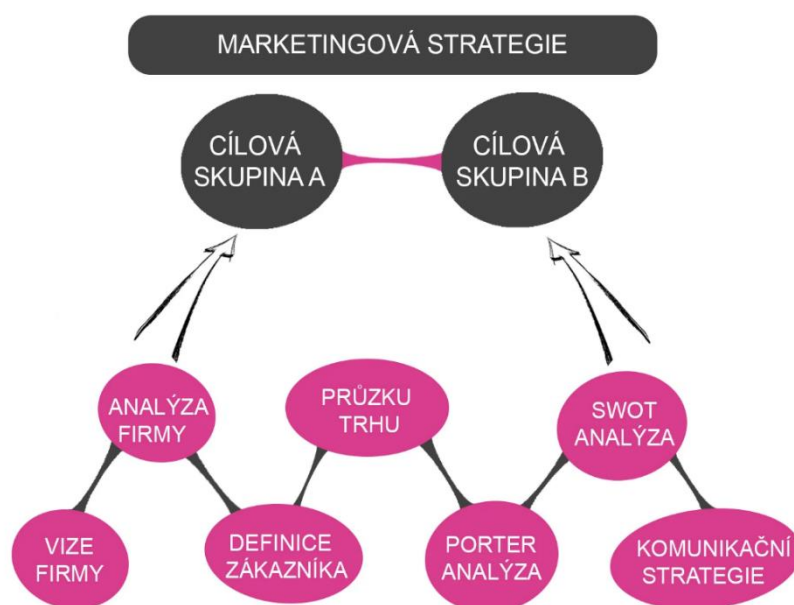 MARKETINGOVÁ STRATEGIE
CÍLOVÁ
SKUPINA A
CÍLOVÁ
SKUPINA B
ANALÝZA
FIRMY
PRŮZKU
TRHU
SWOT
ANALÝZA
VIZE
FIRMY
DEFINICE
ZÁKAZNÍKA
PORTER
ANALÝZA
KOMUNIKAČNÍ
STRATEGIE